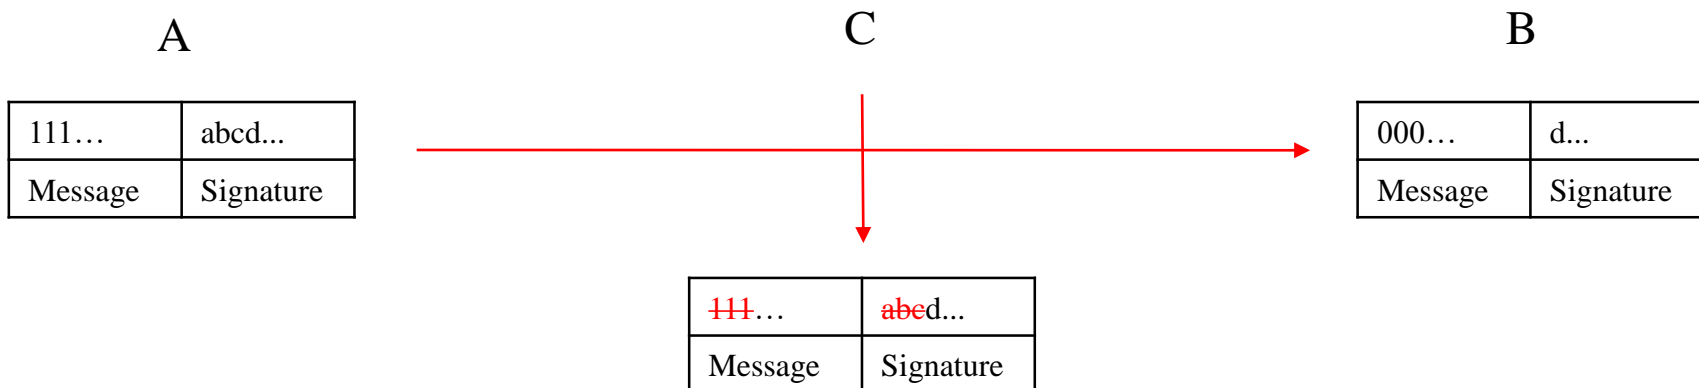 A C B
111… abcd... 000… d...
Message Signature Message Signature
111… abcd...
Message Signature